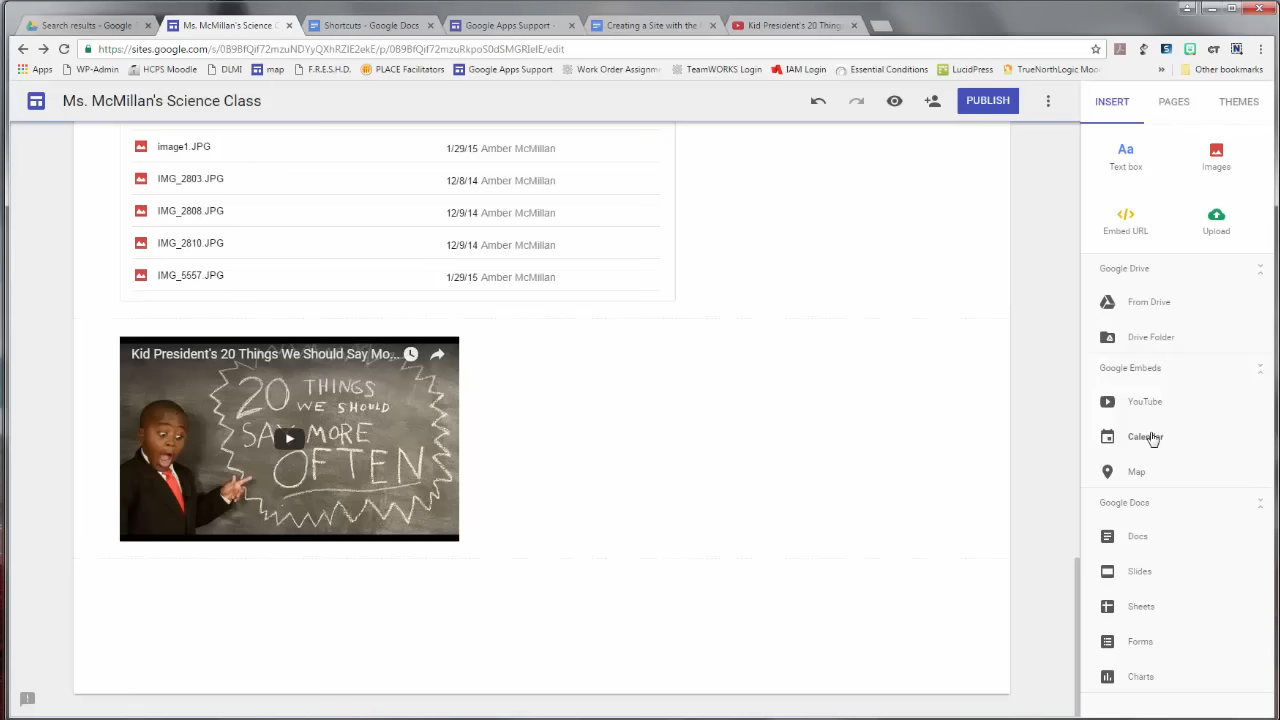 Search results - Google
Ms. McMillan's Science C
Shortcuts - Google Docs
Google Apps Support -
Creating a Site with the
Kid President's 20 Things
https://sites.google.com/s/0B9BfQif72mzuNDYyQXhRZIE2ekE/p/0B9BfQif72mzuRkpoS0dSMGRIelE/edit
Apps
WP-Admin
HCPS Moodle
DLMI
map
F.R.E.S.H.D.
PLACE Facilitators
Google Apps Support
Work Order Assignme
TeamWORKS Login
IAM Login
Essential Conditions
LucidPress
TrueNorthLogic Moo
»
Other bookmarks
Ms. McMillan's Science Class
PUBLISH
INSERT
PAGES
THEMES
image1.JPG 1/29/15 Amber McMillan
IMG_2803.JPG 12/8/14 Amber McMillan
IMG_2808.JPG 12/9/14 Amber McMillan
IMG_2810.JPG 12/9/14 Amber McMillan
IMG_5557.JPG 1/29/15 Amber McMillan
Kid President's 20 Things We Should Say Mo...
20 THINGS
WE SHOULD
SAY MORE
OFTEN
Aa
Text box
Images
Embed URL
Upload
Google Drive
From Drive
Drive Folder
Google Embeds
YouTube
Calendar
Map
Google Docs
Docs
Slides
Sheets
Forms
Charts